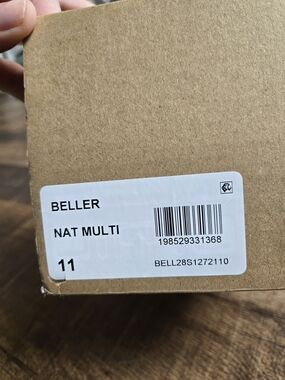 BELLER
NAT MULTI
198529331368
11
BELL28S1272110